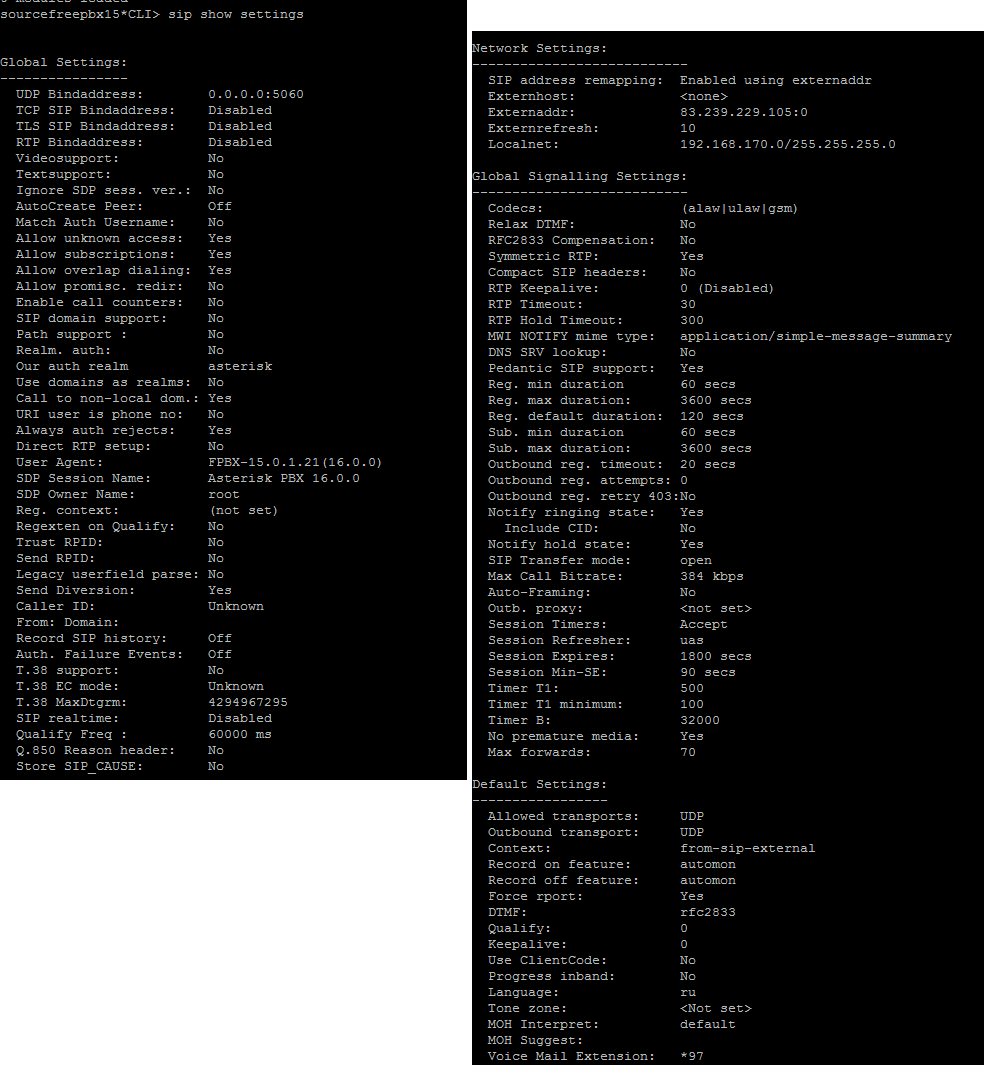 sourcefreepbx15*CLI> sip show settings
Global Settings:
----------------
UDP Bindaddress: 0.0.0.0:5060
TCP SIP Bindaddress: Disabled
TLS SIP Bindaddress: Disabled
RTP Bindaddress: Disabled
Videosupport: No
Textsupport: No
Ignore SDP sess. ver.: No
AutoCreate Peer: Off
Match Auth Username: No
Allow unknown access: Yes
Allow subscriptions: Yes
Allow overlap dialing: Yes
Allow promisc. redir: No
Enable call counters: No
SIP domain support: No
Path support : No
Realm. auth: No
Our auth realm asterisk
Use domains as realms: No
Call to non-local dom.: Yes
URI user is phone no: No
Always auth rejects: Yes
Direct RTP setup: No
User Agent: FPBX-15.0.1.21(16.0.0)
SDP Session Name: Asterisk PBX 16.0.0
SDP Owner Name: root
Reg. context: (not set)
Regexten on Qualify: No
Trust RPID: No
Send RPID: No
Legacy userfield parse: No
Send Diversion: Yes
Caller ID: Unknown
From: Domain:
Record SIP history: Off
Auth. Failure Events: Off
T.38 support: No
T.38 EC mode: Unknown
T.38 MaxDtgrm: 4294967295
SIP realtime: Disabled
Qualify Freq : 60000 ms
Q.850 Reason header: No
Store SIP_CAUSE: No
Network Settings:
---------------------------
SIP address remapping: Enabled using externaddr
Externhost: <none>
Externaddr: 83.239.229.105:0
Externrefresh: 10
Localnet: 192.168.170.0/255.255.255.0
Global Signalling Settings:
---------------------------
Codecs: (alaw|ulaw|gsm)
Relax DTMF: No
RFC2833 Compensation: No
Symmetric RTP: Yes
Compact SIP headers: No
RTP Keepalive: 0 (Disabled)
RTP Timeout: 30
RTP Hold Timeout: 300
MWI NOTIFY mime type: application/simple-message-summary
DNS SRV lookup: No
Pedantic SIP support: Yes
Reg. min duration 60 secs
Reg. max duration: 3600 secs
Reg. default duration: 120 secs
Sub. min duration 60 secs
Sub. max duration: 3600 secs
Outbound reg. timeout: 20 secs
Outbound reg. attempts: 0
Outbound reg. retry 403:No
Notify ringing state: Yes
Include CID: No
Notify hold state: Yes
SIP Transfer mode: open
Max Call Bitrate: 384 kbps
Auto-Framing: No
Outb. proxy: <not set>
Session Timers: Accept
Session Refresher: uas
Session Expires: 1800 secs
Session Min-SE: 90 secs
Timer T1: 500
Timer T1 minimum: 100
Timer B: 32000
No premature media: Yes
Max forwards: 70
Default Settings:
-----------------
Allowed transports: UDP
Outbound transport: UDP
Context: from-sip-external
Record on feature: automon
Record off feature: automon
Force rport: Yes
DTMF: rfc2833
Qualify: 0
Keepalive: 0
Use ClientCode: No
Progress inband: No
Language: ru
Tone zone: <Not set>
MOH Interpret: default
MOH Suggest:
Voice Mail Extension: *97